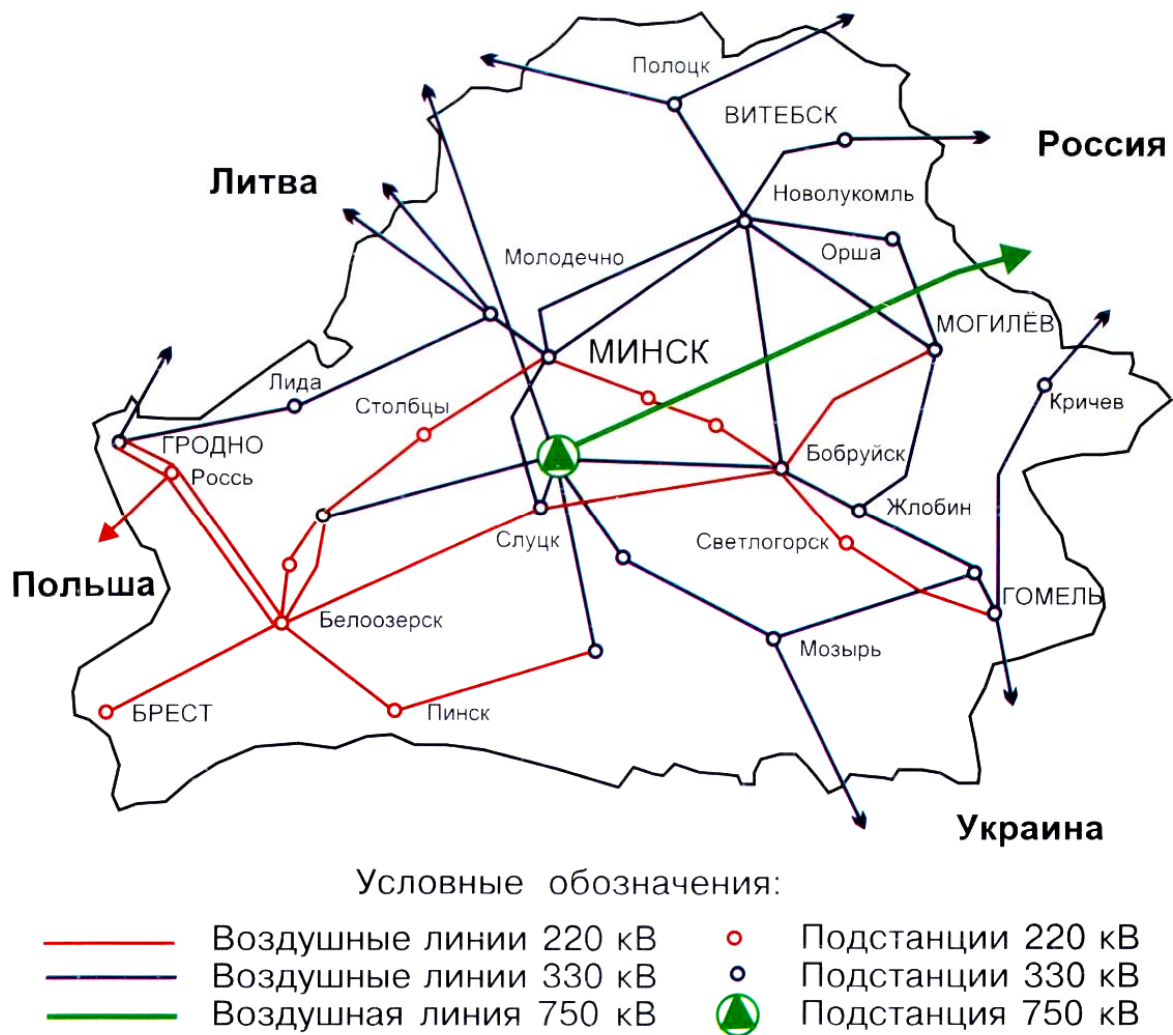 Полоцк
ВИТЕБСК
Россия
Литва
Новолукомль
Молодечно
Орша
МОГИЛЁВ
МИНСК
Лида
Столбцы
Кричев
ГРОДНО
Россь
Бобруйск
Жлобин
Слуцк
Светлогорск
Польша
ГОМЕЛЬ
Белоозерск
Мозырь
БРЕСТ
Пинск
Украина
Условные обозначения:
Воздушные линии 220 кВ
Подстанции 220 кВ
Воздушные линии 330 кВ
Подстанции 330 кВ
Воздушная линия 750 кВ
Подстанция 750 кВ